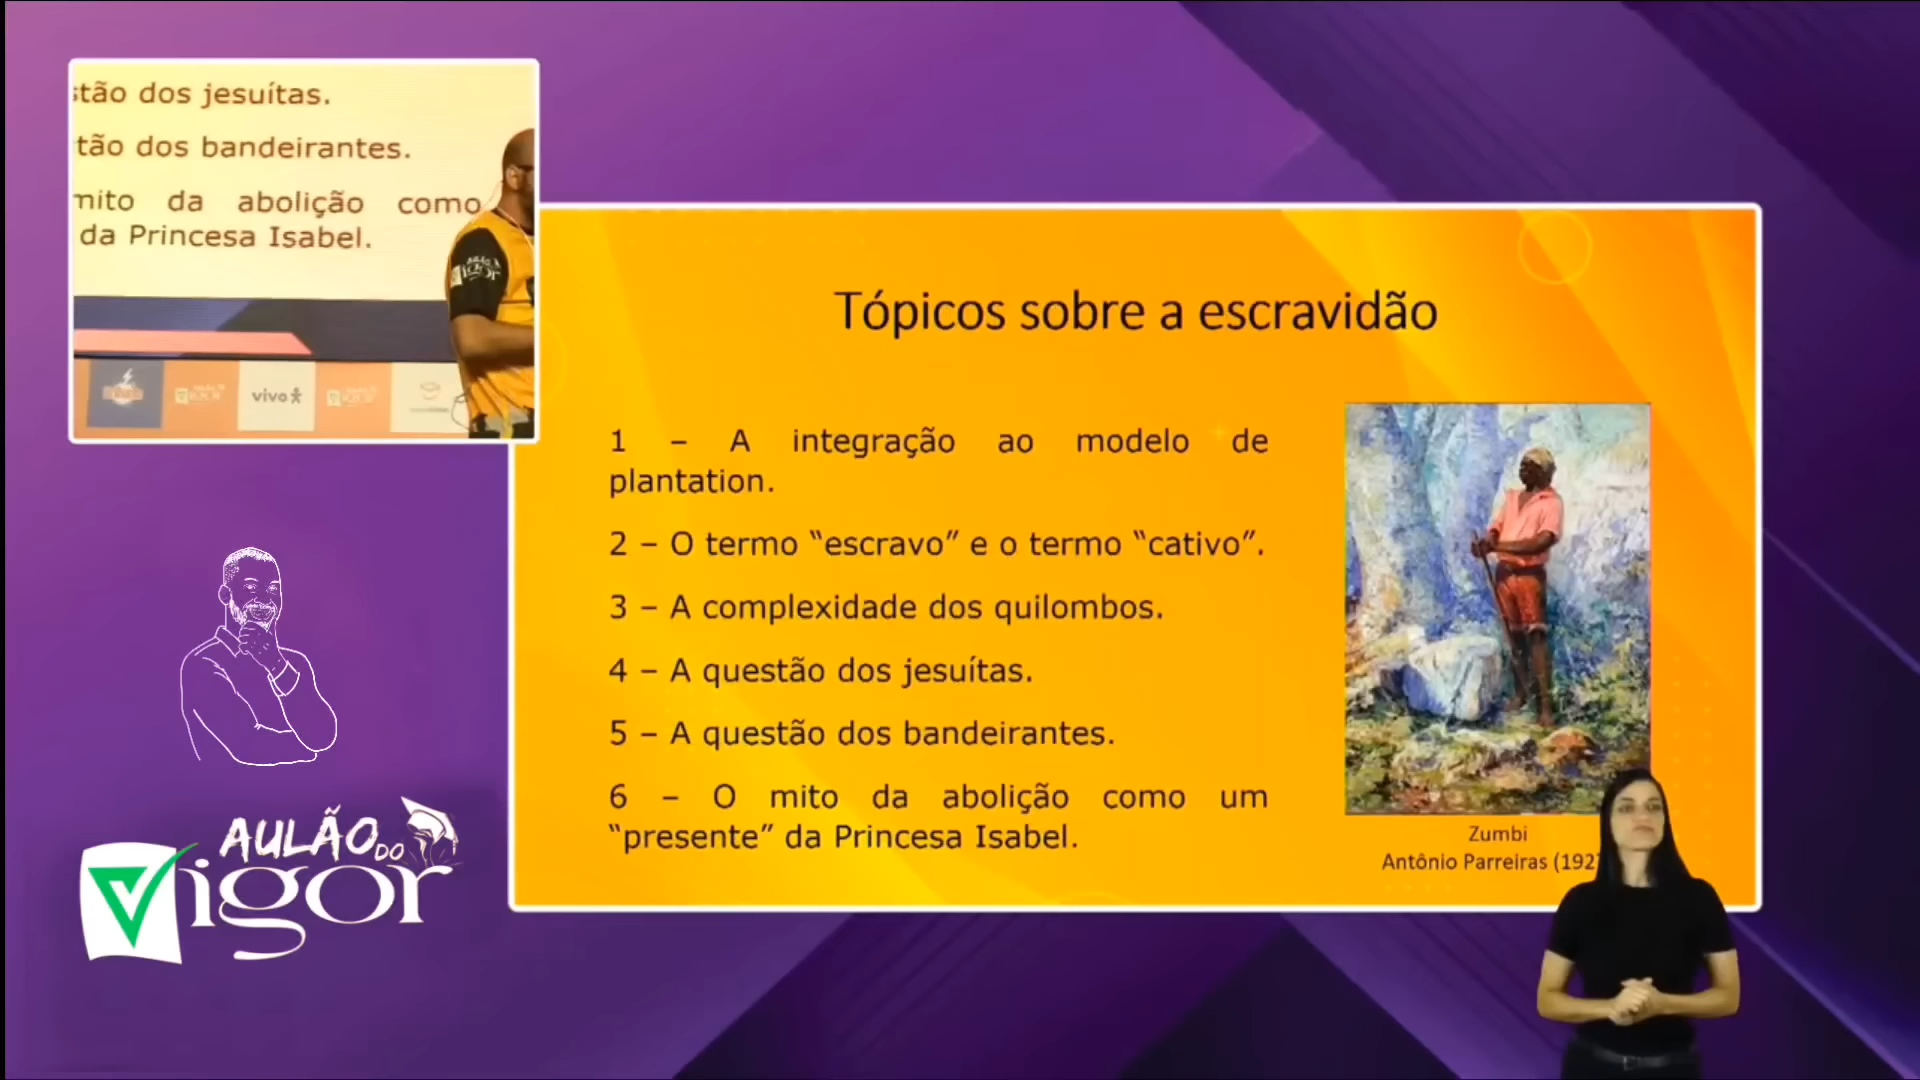 stão dos jesuítas.
tão dos bandeirantes.
mito da abolição como
da Princesa Isabel.
vivo
Tópicos sobre a escravidão
1 – A integração ao modelo de
plantation.
2 – O termo “escravo” e o termo “cativo”.
3 – A complexidade dos quilombos.
4 – A questão dos jesuítas.
5 – A questão dos bandeirantes.
6 – O mito da abolição como um
“presente” da Princesa Isabel.
Zumbi
Antônio Parreiras (192
AULÃO DO
Vigor